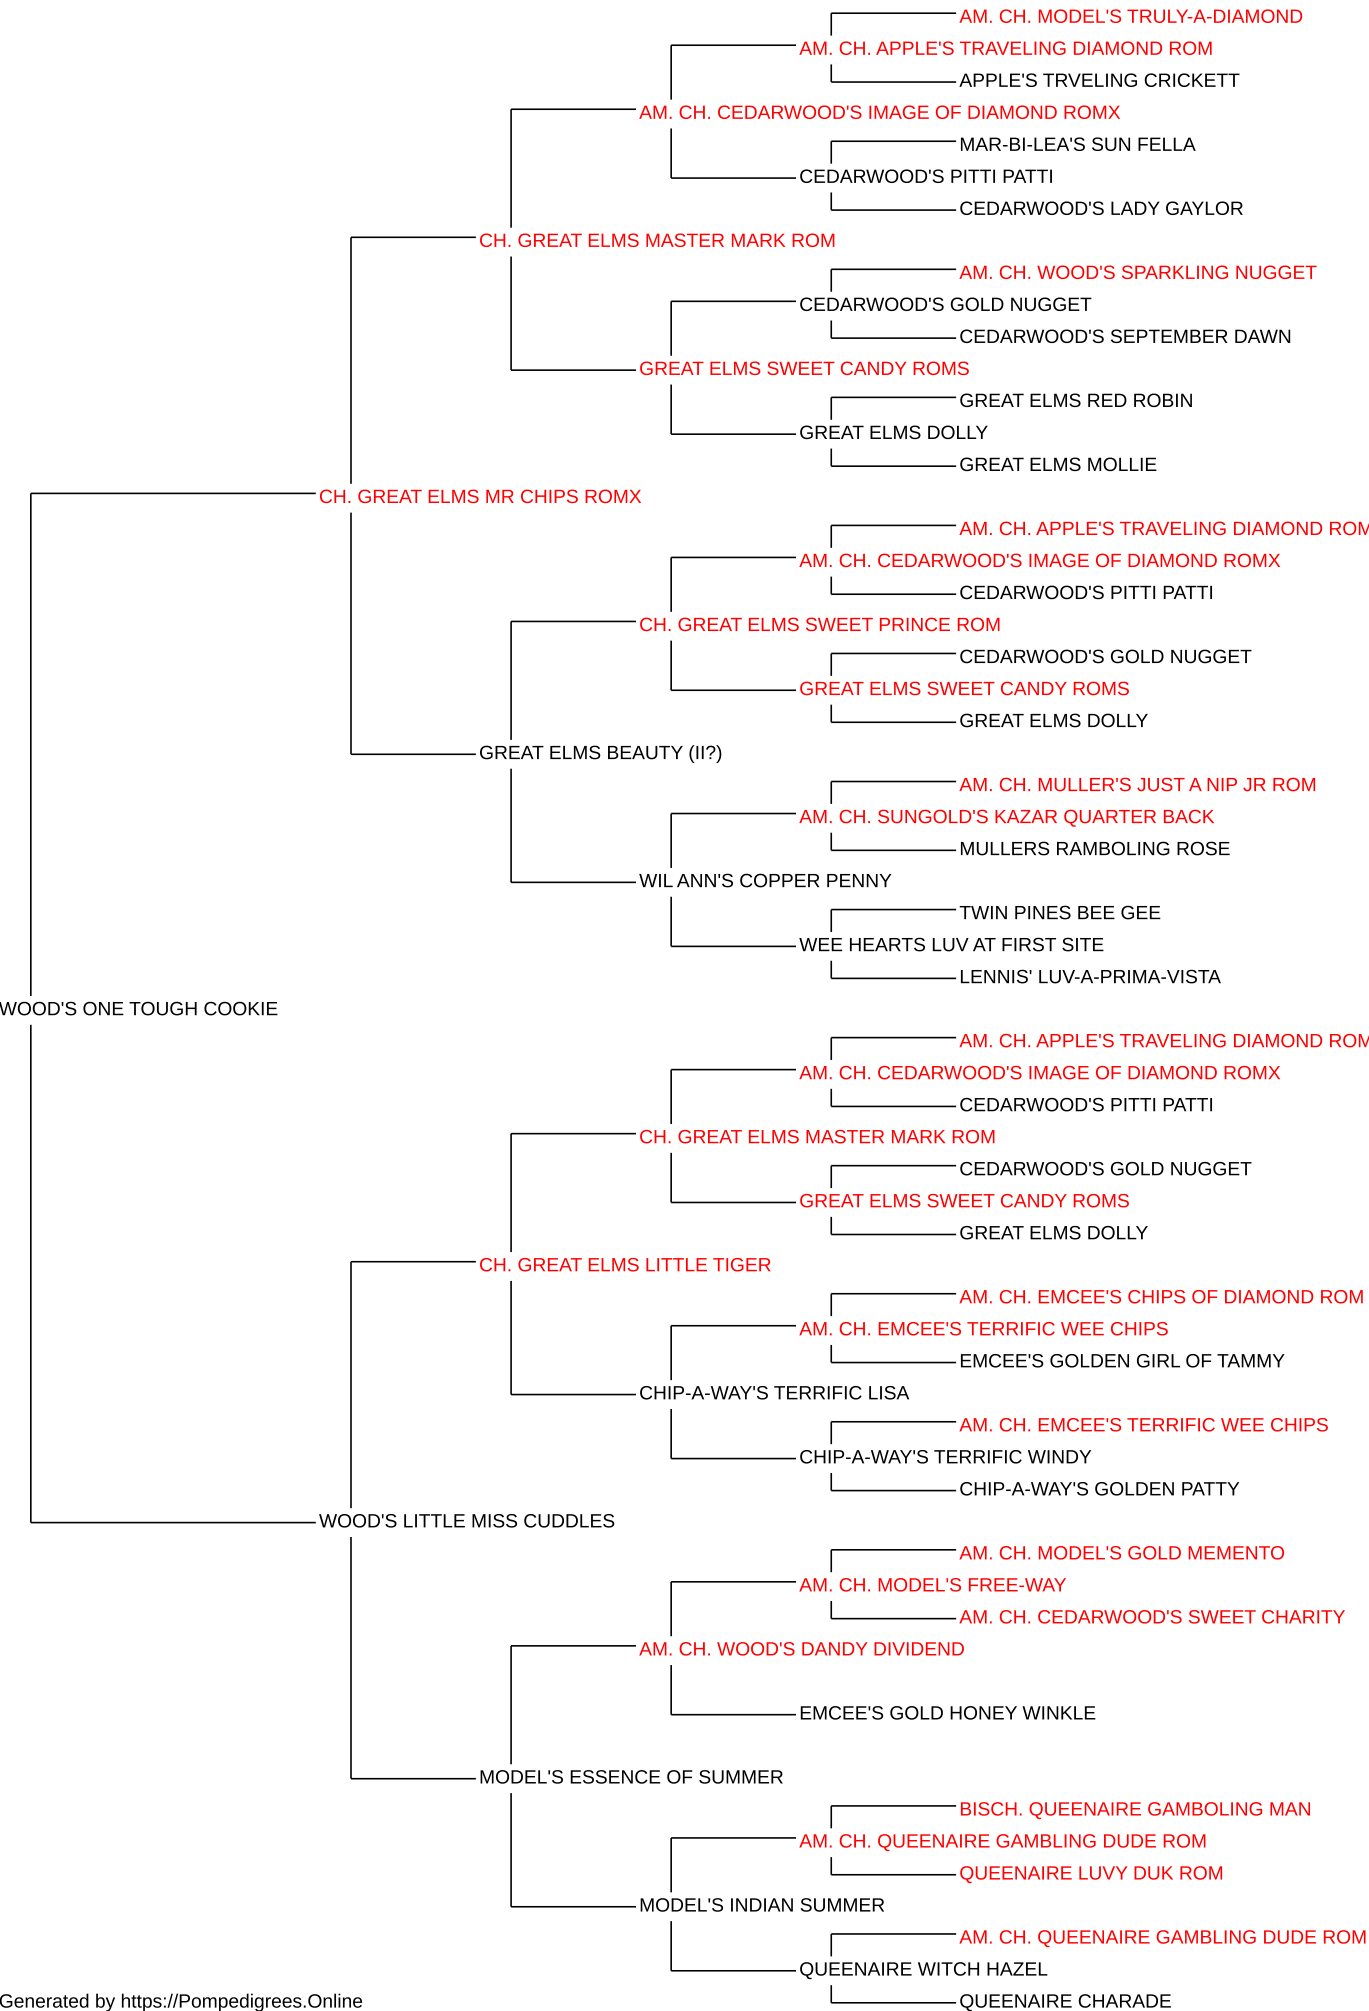 AM. CH. MODEL'S TRULY-A-DIAMOND
AM. CH. APPLE'S TRAVELING DIAMOND ROM
APPLE'S TRVELING CRICKETT
AM. CH. CEDARWOOD'S IMAGE OF DIAMOND ROMX
MAR-BI-LEA'S SUN FELLA
CEDARWOOD'S PITTI PATTI
CEDARWOOD'S LADY GAYLOR
CH. GREAT ELMS MASTER MARK ROM
AM. CH. WOOD'S SPARKLING NUGGET
CEDARWOOD'S GOLD NUGGET
CEDARWOOD'S SEPTEMBER DAWN
GREAT ELMS SWEET CANDY ROMS
GREAT ELMS RED ROBIN
GREAT ELMS DOLLY
GREAT ELMS MOLLIE
CH. GREAT ELMS MR CHIPS ROMX
AM. CH. APPLE'S TRAVELING DIAMOND ROM
AM. CH. CEDARWOOD'S IMAGE OF DIAMOND ROMX
CEDARWOOD'S PITTI PATTI
CH. GREAT ELMS SWEET PRINCE ROM
CEDARWOOD'S GOLD NUGGET
GREAT ELMS SWEET CANDY ROMS
GREAT ELMS DOLLY
GREAT ELMS BEAUTY (II?)
AM. CH. MULLER'S JUST A NIP JR ROM
AM. CH. SUNGOLD'S KAZAR QUARTER BACK
MULLERS RAMBOLING ROSE
WIL ANN'S COPPER PENNY
TWIN PINES BEE GEE
WEE HEARTS LUV AT FIRST SITE
LENNIS' LUV-A-PRIMA-VISTA
WOOD'S ONE TOUGH COOKIE
AM. CH. APPLE'S TRAVELING DIAMOND ROM
AM. CH. CEDARWOOD'S IMAGE OF DIAMOND ROMX
CEDARWOOD'S PITTI PATTI
CH. GREAT ELMS MASTER MARK ROM
CEDARWOOD'S GOLD NUGGET
GREAT ELMS SWEET CANDY ROMS
GREAT ELMS DOLLY
CH. GREAT ELMS LITTLE TIGER
AM. CH. EMCEE'S CHIPS OF DIAMOND ROM
AM. CH. EMCEE'S TERRIFIC WEE CHIPS
EMCEE'S GOLDEN GIRL OF TAMMY
CHIP-A-WAY'S TERRIFIC LISA
AM. CH. EMCEE'S TERRIFIC WEE CHIPS
CHIP-A-WAY'S TERRIFIC WINDY
CHIP-A-WAY'S GOLDEN PATTY
WOOD'S LITTLE MISS CUDDLES
AM. CH. MODEL'S GOLD MEMENTO
AM. CH. MODEL'S FREE-WAY
AM. CH. CEDARWOOD'S SWEET CHARITY
AM. CH. WOOD'S DANDY DIVIDEND
EMCEE'S GOLD HONEY WINKLE
MODEL'S ESSENCE OF SUMMER
BISCH. QUEENAIRE GAMBOLING MAN
AM. CH. QUEENAIRE GAMBLING DUDE ROM
QUEENAIRE LUVY DUK ROM
MODEL'S INDIAN SUMMER
AM. CH. QUEENAIRE GAMBLING DUDE ROM
QUEENAIRE WITCH HAZEL
QUEENAIRE CHARADE
Generated by https://Pompedigrees.Online